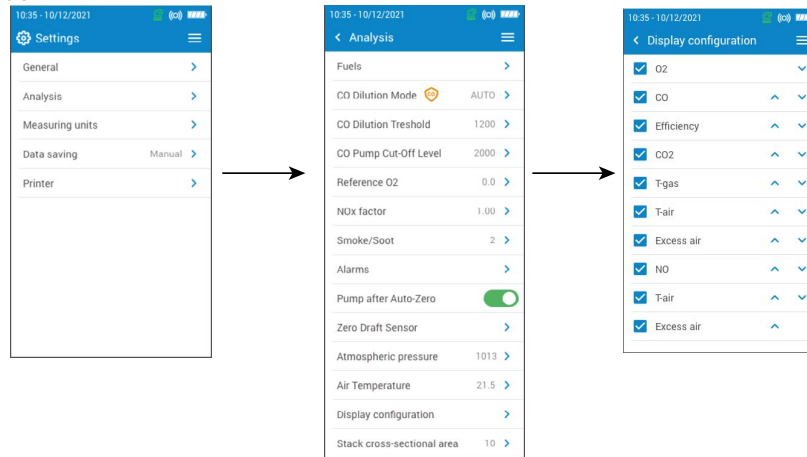 10:35 - 10/12/2021
Settings
General
Analysis
Measuring units
Data saving Manual
Printer
10:35 - 10/12/2021
Analysis
Fuels
CO Dilution Mode CO AUTO
CO Dilution Treshold 1200
CO Pump Cut-Off Level 2000
Reference O2 0.0
NOx factor 1.00
Smoke/Soot 2
Alarms
Pump after Auto-Zero
Zero Draft Sensor
Atmospheric pressure 1013
Air Temperature 21.5
Display configuration
Stack cross-sectional area 10
10:35 - 10/12/2021
Display configuration
O2
CO
Efficiency
CO2
T-gas
T-air
Excess air
NO
T-air
Excess air